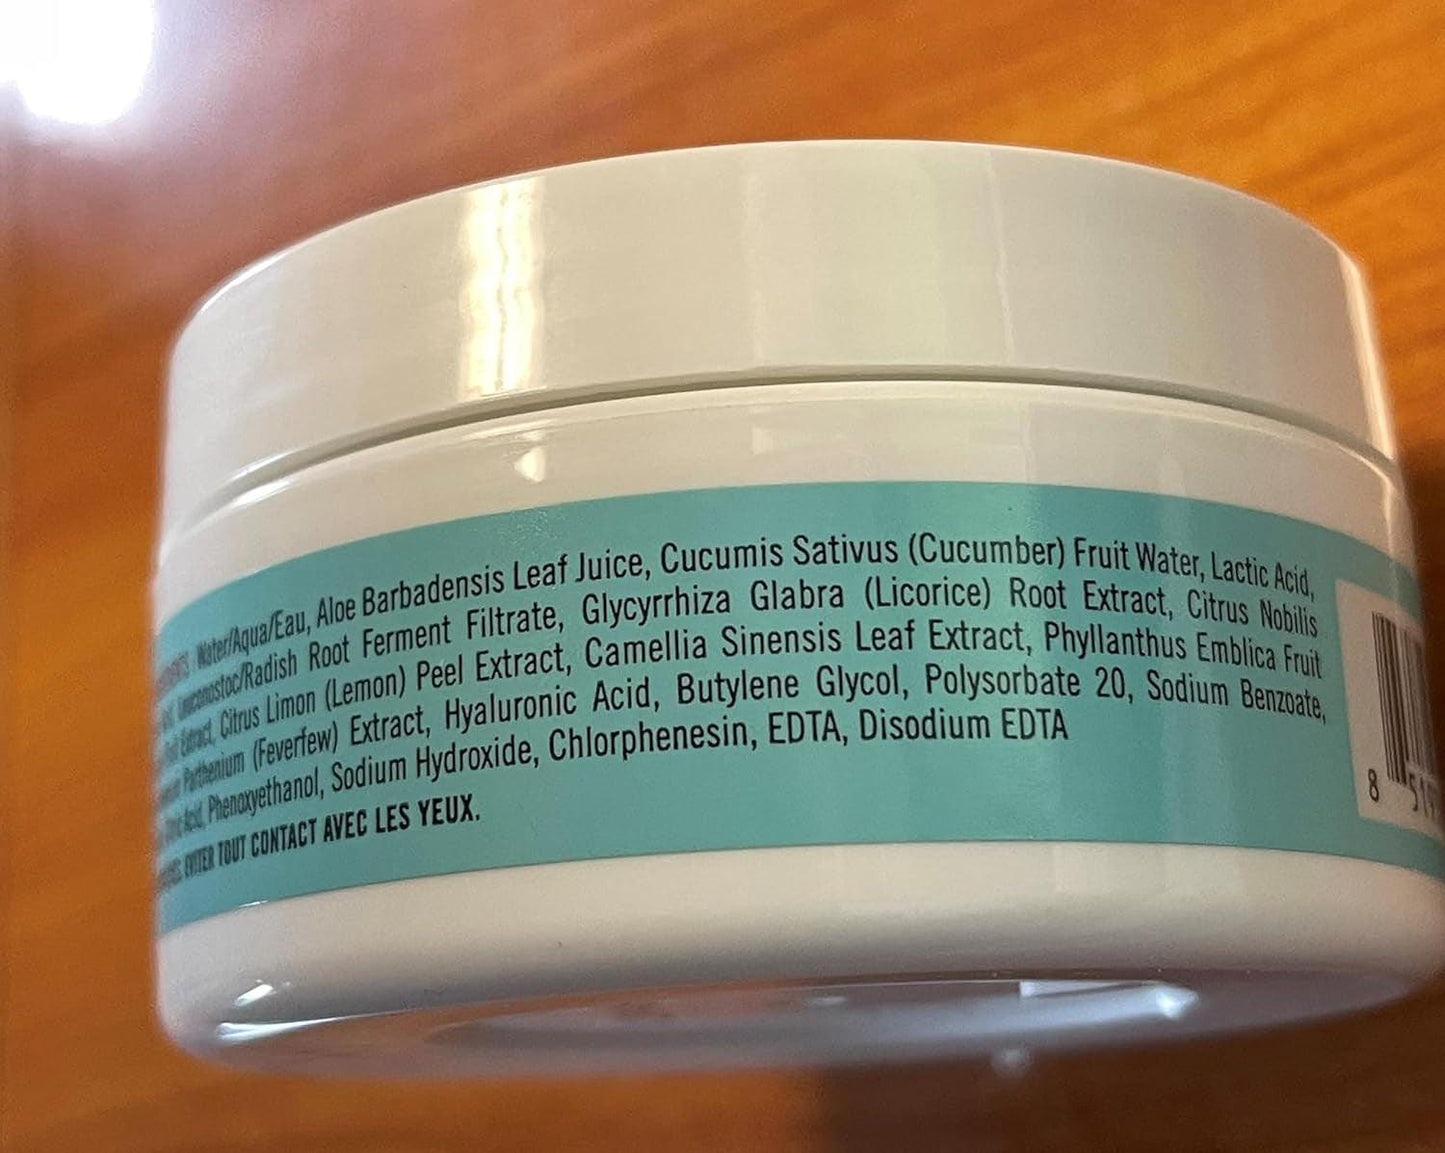 Water/Aqua/Eau, Aloe Barbadensis Leaf Juice, Cucumis Sativus (Cucumber) Fruit Water, Lactic Acid,
Leuconostoc/Radish Root Ferment Filtrate, Glycyrrhiza Glabra (Licorice) Root Extract, Citrus Nobilis
Extract, Citrus Limon (Lemon) Peel Extract, Camellia Sinensis Leaf Extract, Phyllanthus Emblica Fruit
Parthenium (Feverfew) Extract, Hyaluronic Acid, Butylene Glycol, Polysorbate 20, Sodium Benzoate,
Acid, Phenoxyethanol, Sodium Hydroxide, Chlorphenesin, EDTA, Disodium EDTA
EVITER TOUT CONTACT AVEC LES YEUX.
8 51